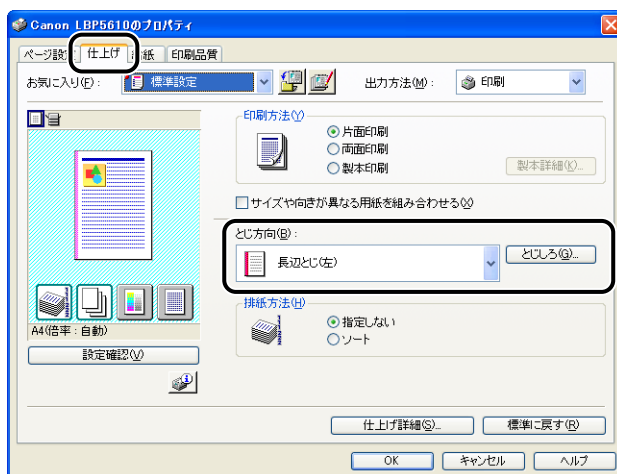 Canon LBP5610のプロパティ
ページ設定 仕上げ 給紙 印刷品質
お気に入り(F): 標準設定 出力方法(M): 印刷
印刷方法(Y)
片面印刷
両面印刷
製本印刷 製本詳細(K)...
サイズや向きが異なる用紙を組み合わせる(X)
とじ方向(B):
長辺とじ(左) とじしろ(G)...
排紙方法(H)
指定しない
ソート
A4(倍率:自動)
設定確認(V)
仕上げ詳細(S)... 標準に戻す(R)
OK キャンセル ヘルプ